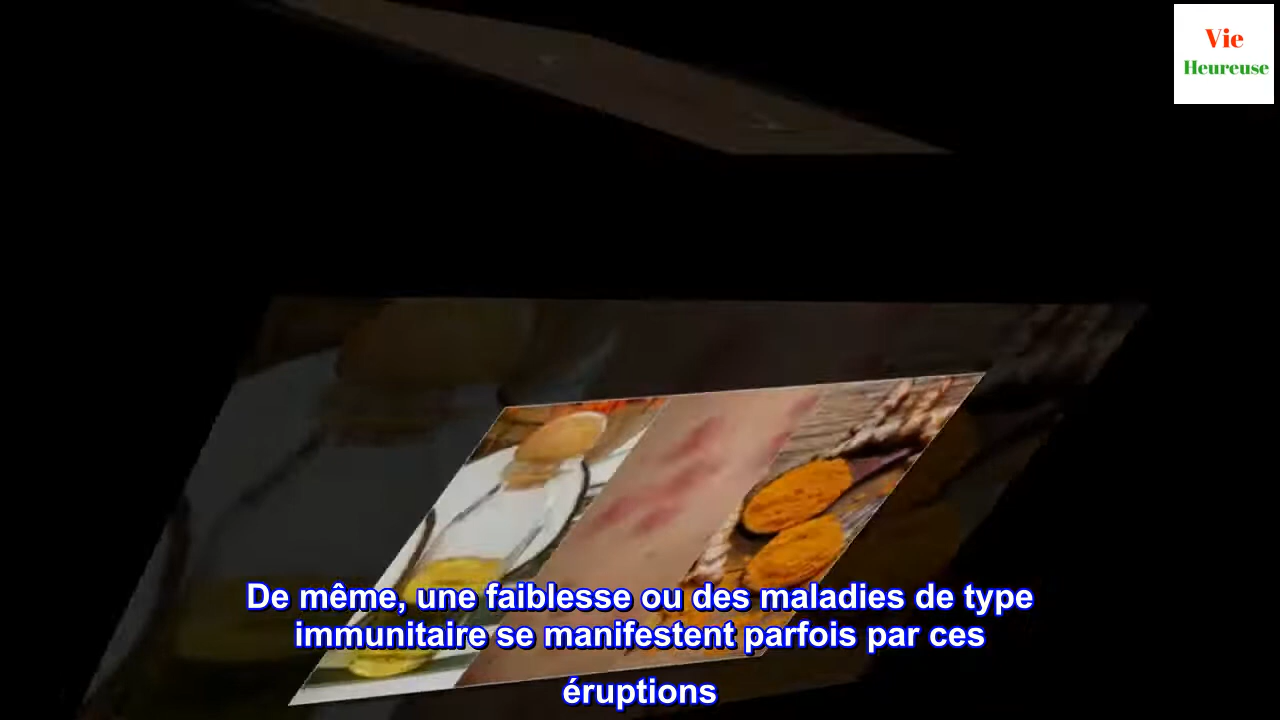 Vie
Heureuse
De même, une faiblesse ou des maladies de type
immunitaire se manifestent parfois par ces
éruptions